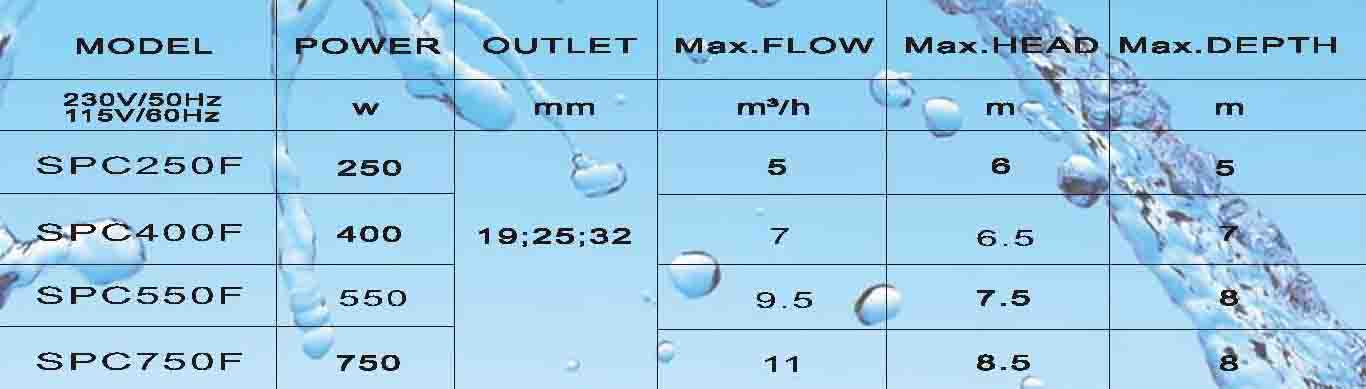 MODEL POWER OUTLET Max.FLOW Max.HEAD Max.DEPTH
230V/50Hz
115V/60Hz w mm m³/h m m
SPC250F 250 5 6 5
SPC400F 400 19;25;32 7 6.5 7
SPC550F 550 9.5 7.5 8
SPC750F 750 11 8.5 8